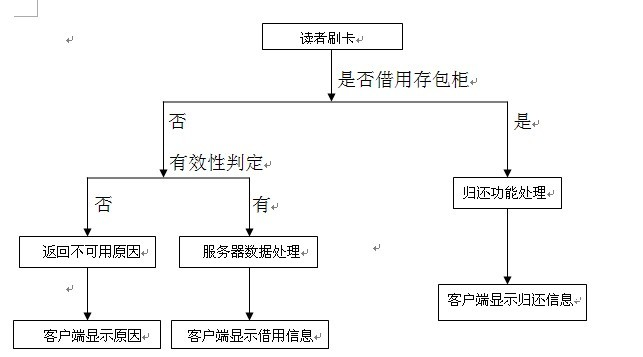 读者刷卡
是否借用存包柜
否
是
有效性判定
否
有
归还功能处理
返回不可用原因
服务器数据处理
客户端显示归还信息
客户端显示原因
客户端显示借用信息